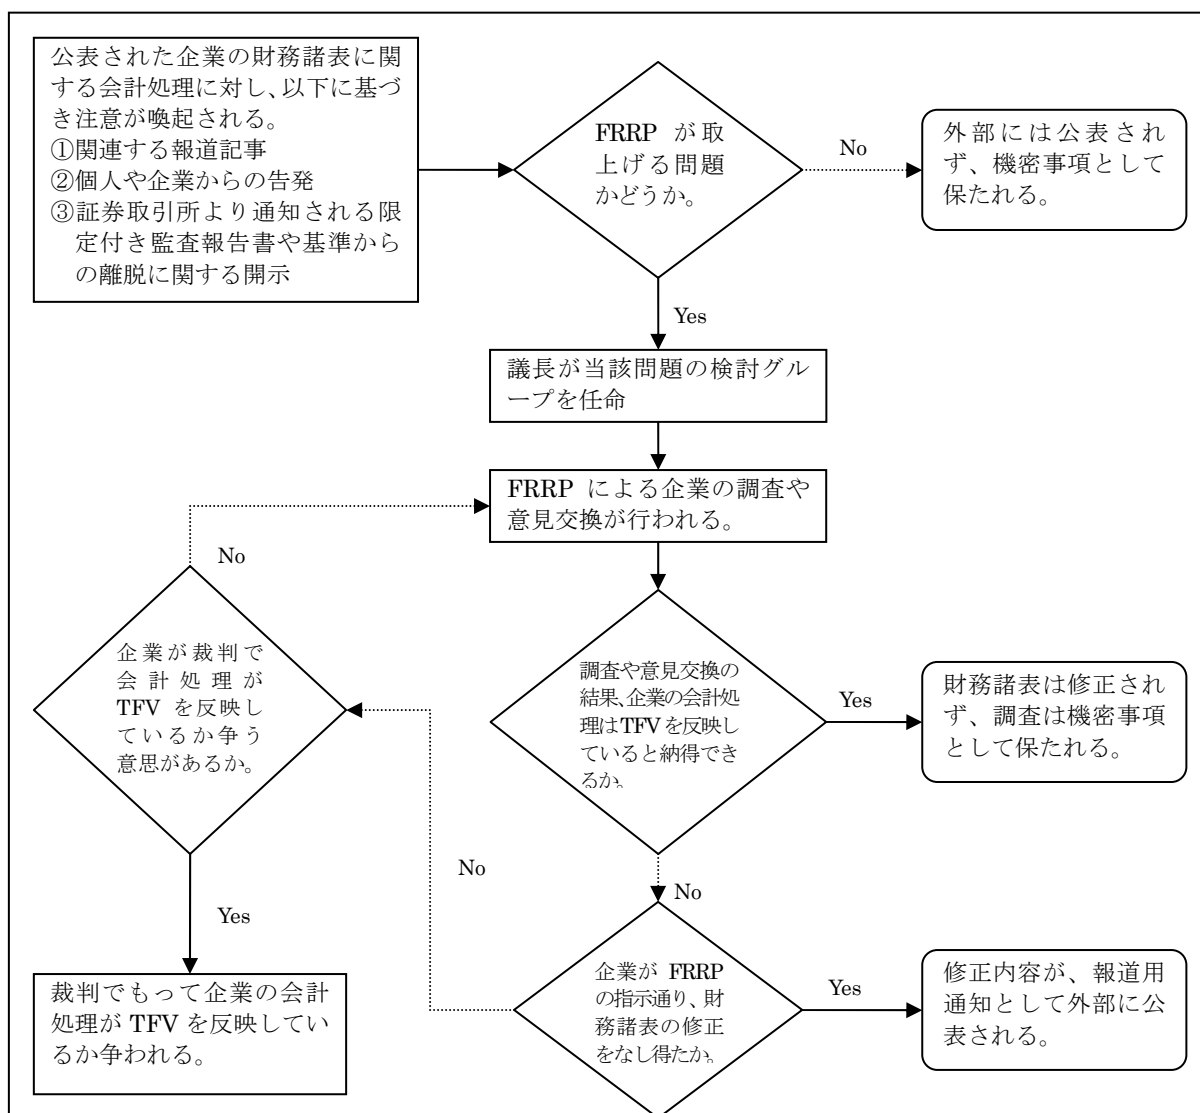 公表された企業の財務諸表に関
する会計処理に対し、以下に基づ
き注意が喚起される。
①関連する報道記事
②個人や企業からの告発
③証券取引所より通知される限
定付き監査報告書や基準から
の離脱に関する開示
FRRP が取
上げる問題
かどうか。
No
外部には公表され
ず、機密事項として
保たれる。
Yes
議長が当該問題の検討グル
ープを任命
FRRP による企業の調査や
意見交換が行われる。
No
企業が裁判で
会計処理が
TFV を反映し
ているか争う
意思があるか。
調査や意見交換の
結果、企業の会計処
理はTFVを反映し
ていると納得でき
るか。
Yes
財務諸表は修正され
ず、調査は機密事項
として保たれる。
No
No
Yes
裁判でもって企業の会計
処理が TFV を反映してい
るか争われる。
企業が FRRP
の指示通り、財
務諸表の修正
をなし得たか。
Yes
修正内容が、報道用
通知として外部に公
表される。